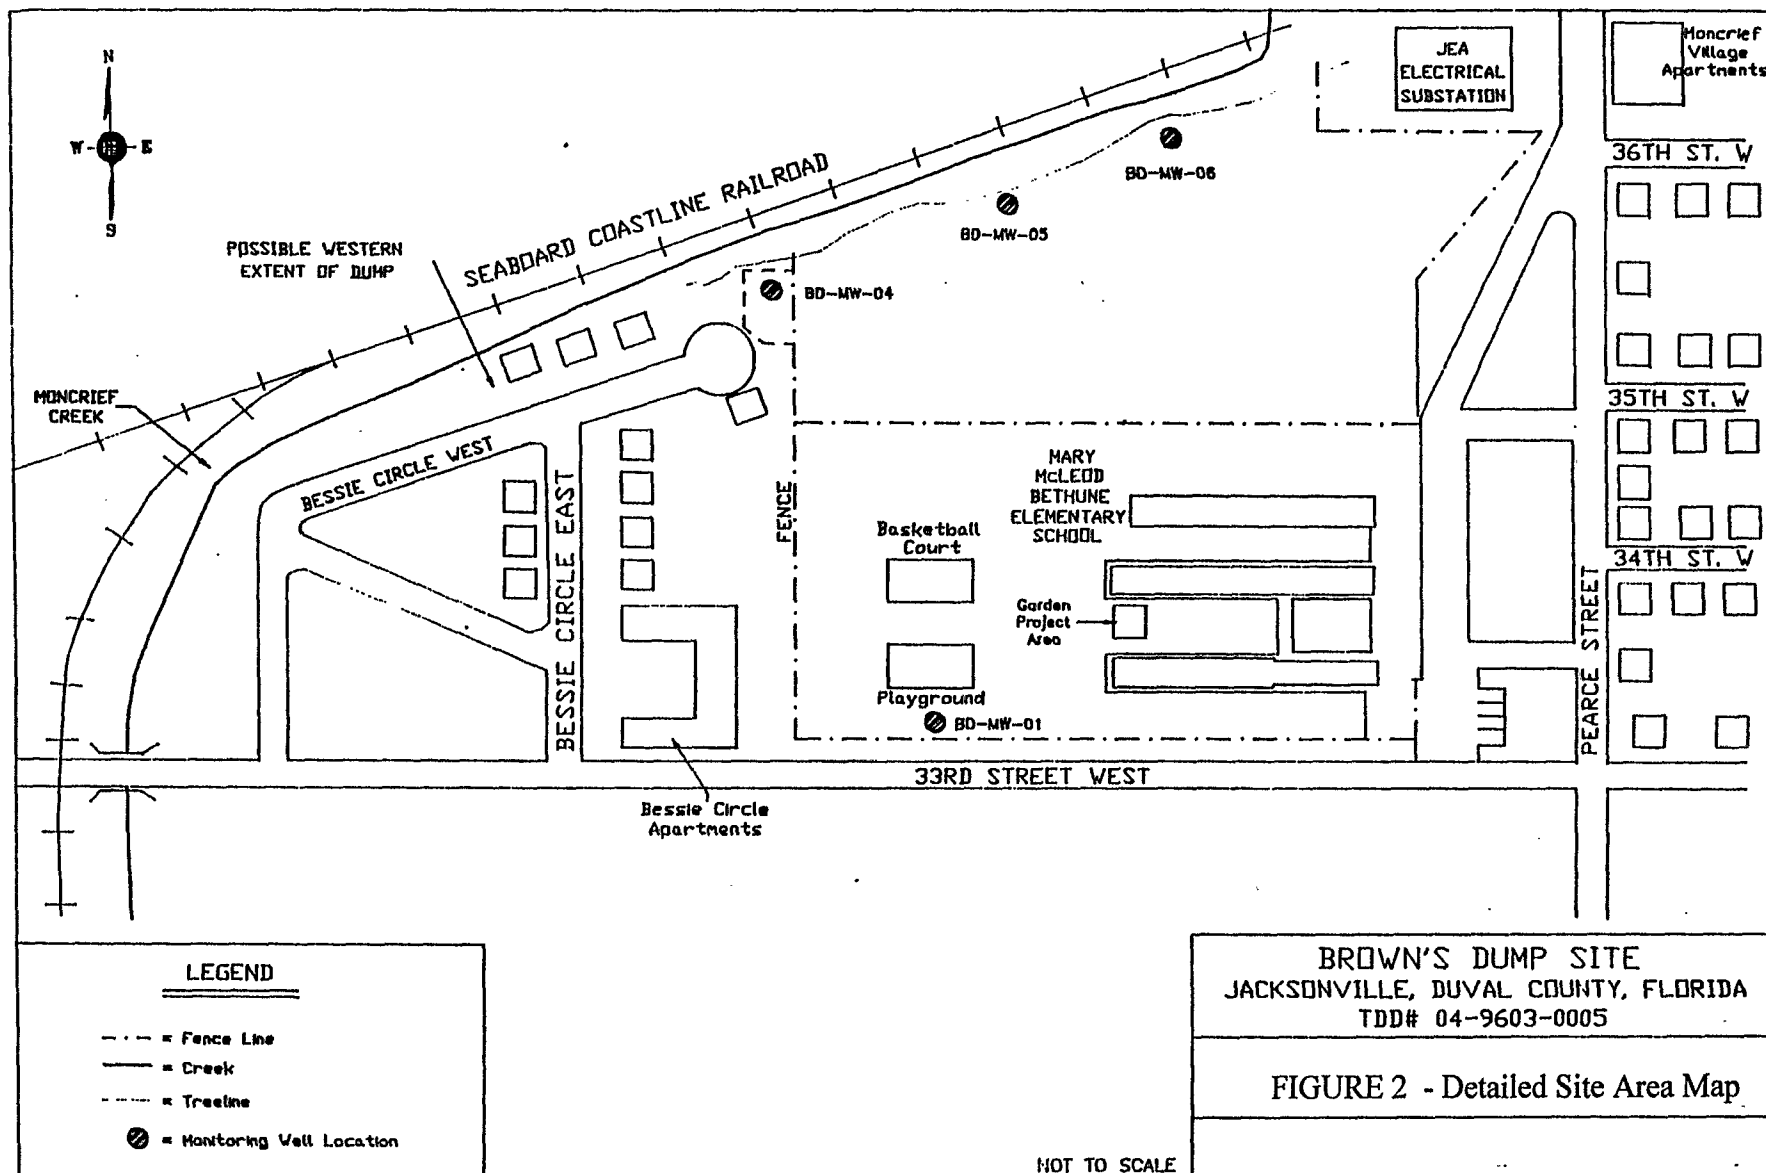 N
W
E
S
JEA
ELECTRICAL
SUBSTATION
Moncrief
Village
Apartments
36TH ST. W
BD-MW-06
BD-MW-05
SEABOARD COASTLINE RAILROAD
POSSIBLE WESTERN
EXTENT OF DUMP
BD-MW-04
MONCRIEF
CREEK
35TH ST. W
BESSIE CIRCLE WEST
BESSIE CIRCLE EAST
FENCE
MARY
McLEOD
BETHUNE
ELEMENTARY
SCHOOL
Basketball
Court
34TH ST. W
Garden
Project
Area
PEARCE STREET
Playground
BD-MW-01
33RD STREET WEST
Bessie Circle
Apartments
LEGEND
= Fence Line
= Creek
= Treeline
= Monitoring Well Location
BROWN'S DUMP SITE
JACKSONVILLE, DUVAL COUNTY, FLORIDA
TDD# 04-9603-0005
FIGURE 2 - Detailed Site Area Map
NOT TO SCALE